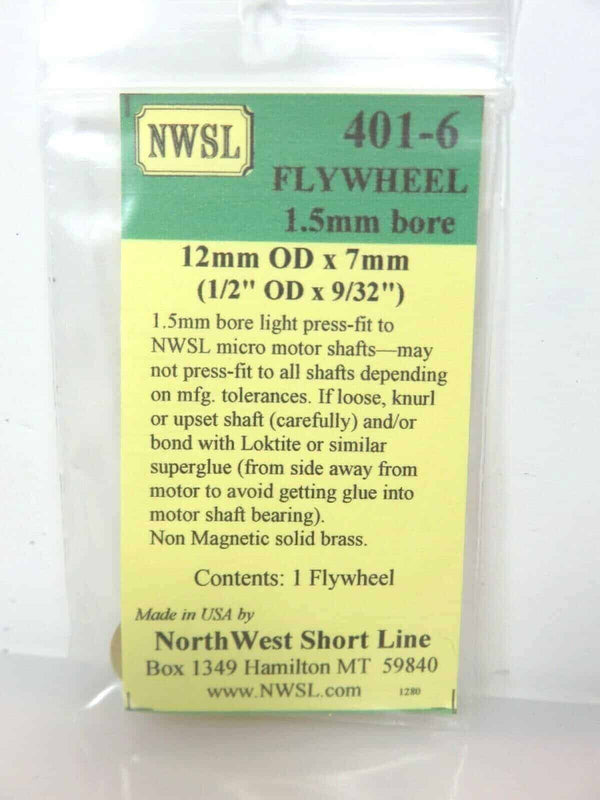 NWSL
401-6
FLYWHEEL
1.5mm bore
12mm OD x 7mm
(1/2" OD x 9/32")
1.5mm bore light press-fit to
NWSL micro motor shafts—may
not press-fit to all shafts depending
on mfg. tolerances. If loose, knurl
or upset shaft (carefully) and/or
bond with Loktite or similar
superglue (from side away from
motor to avoid getting glue into
motor shaft bearing).
Non Magnetic solid brass.
Contents: 1 Flywheel
Made in USA by
NorthWest Short Line
Box 1349 Hamilton MT 59840
www.NWSL.com 1280